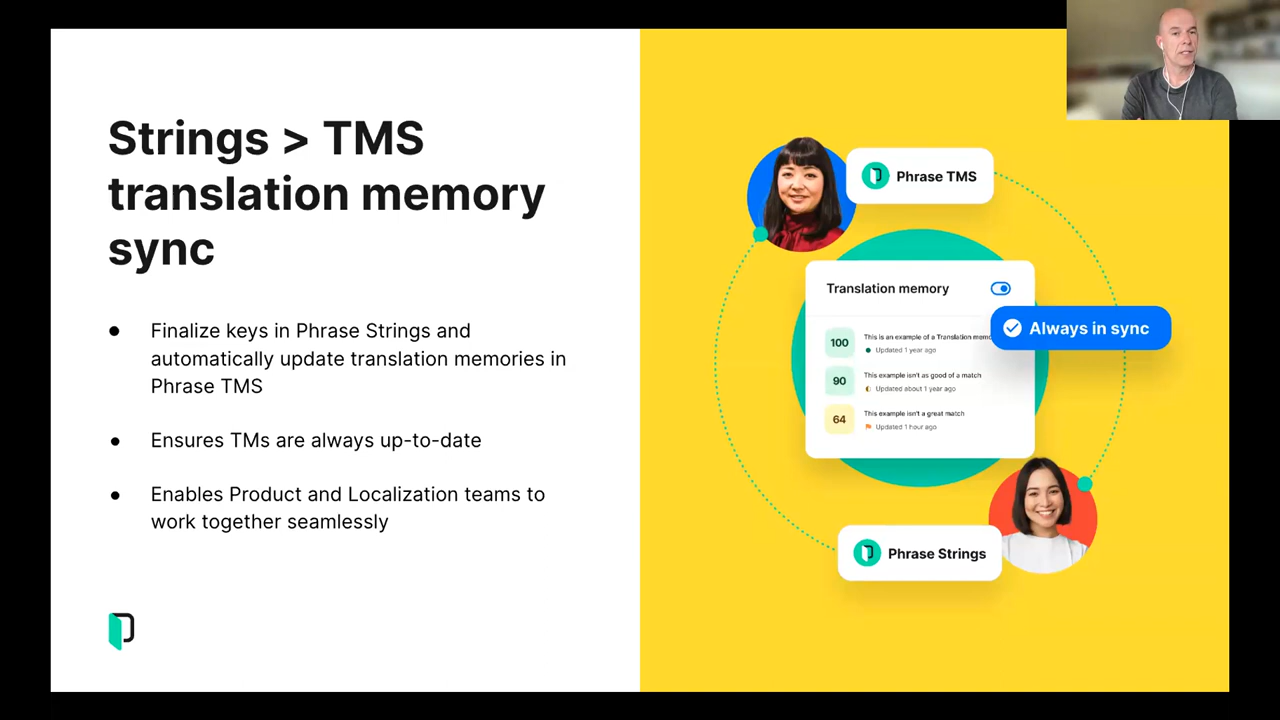 Strings > TMS
translation memory
sync
● Finalize keys in Phrase Strings and
automatically update translation memories in
Phrase TMS
● Ensures TMs are always up-to-date
● Enables Product and Localization teams to
work together seamlessly
Phrase TMS
Translation memory
Always in sync
100
This is an example of a Translation
Updated 1 year ago
90
This example isn't as good of a match
Updated about 1 year ago
64
This example isn't a great match
Updated 1 hour ago
Phrase Strings